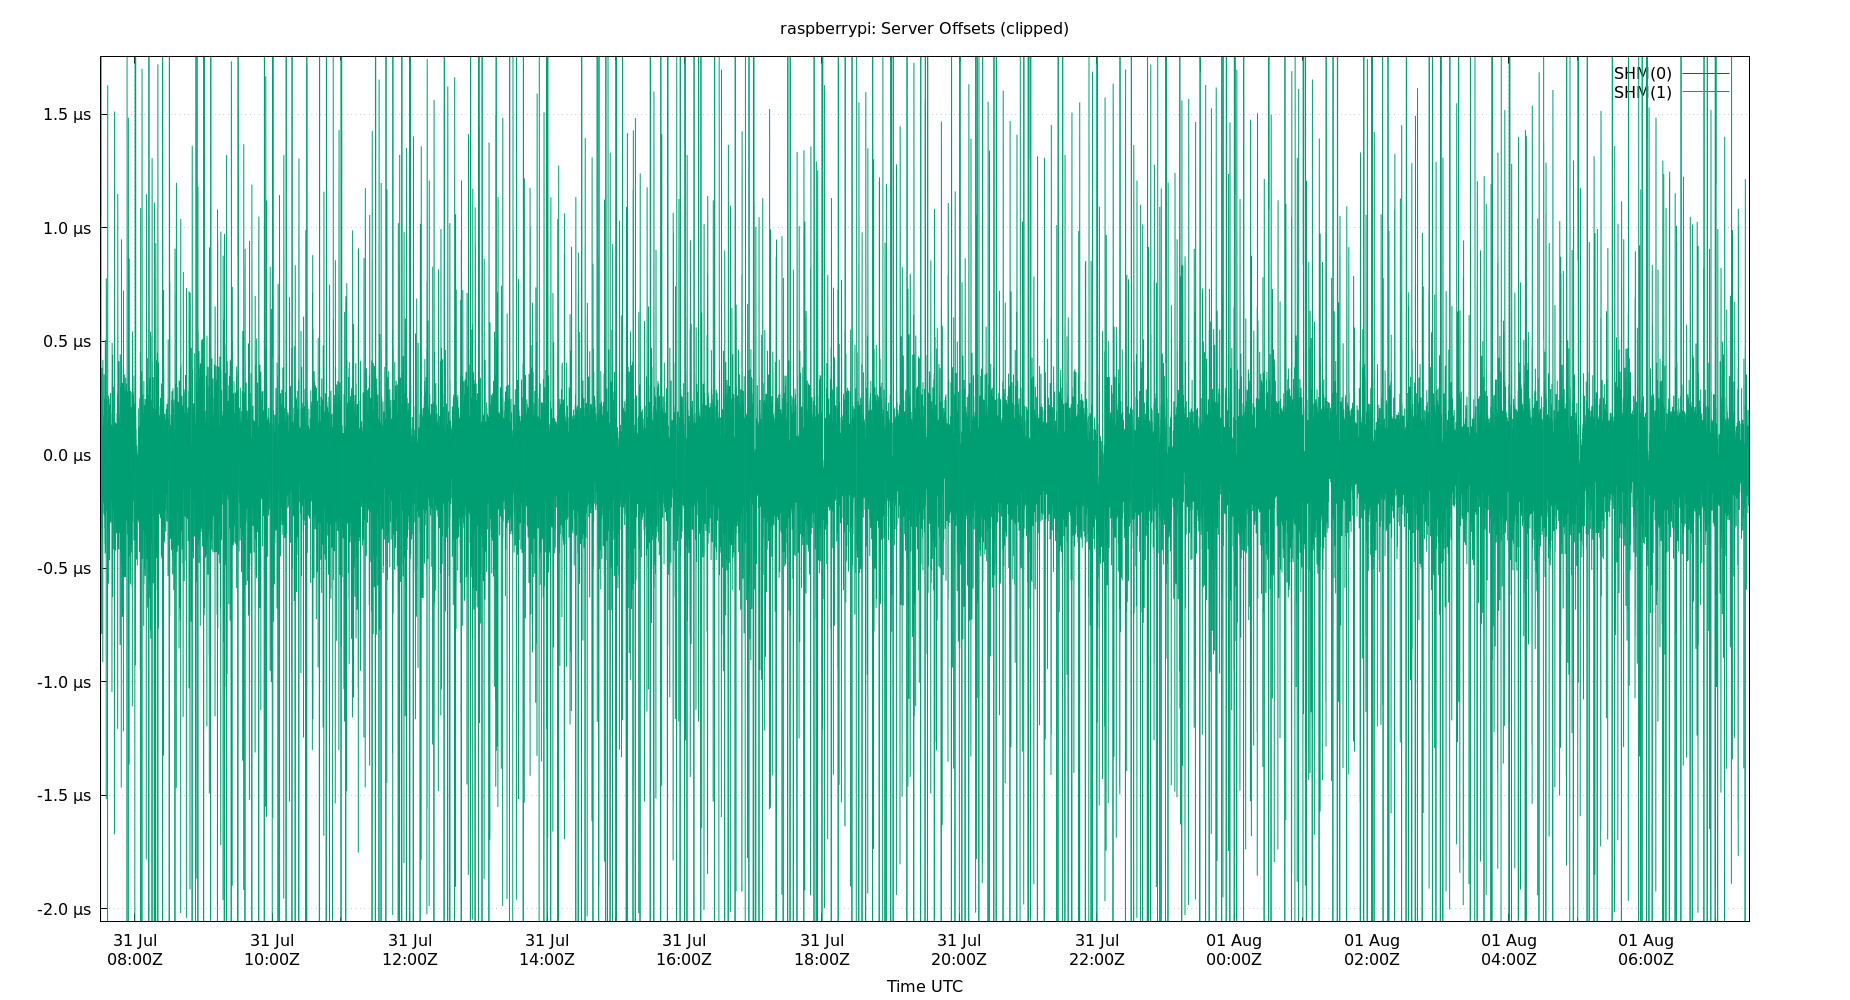 raspberrypi: Server Offsets (clipped)
SHM(0)
SHM(1)
1.5 µs
1.0 µs
0.5 µs
0.0 µs
-0.5 µs
-1.0 µs
-1.5 µs
-2.0 µs
31 Jul 31 Jul 31 Jul 31 Jul 31 Jul 31 Jul 31 Jul 31 Jul 01 Aug 01 Aug 01 Aug 01 Aug
08:00Z 10:00Z 12:00Z 14:00Z 16:00Z 18:00Z 20:00Z 22:00Z 00:00Z 02:00Z 04:00Z 06:00Z
Time UTC